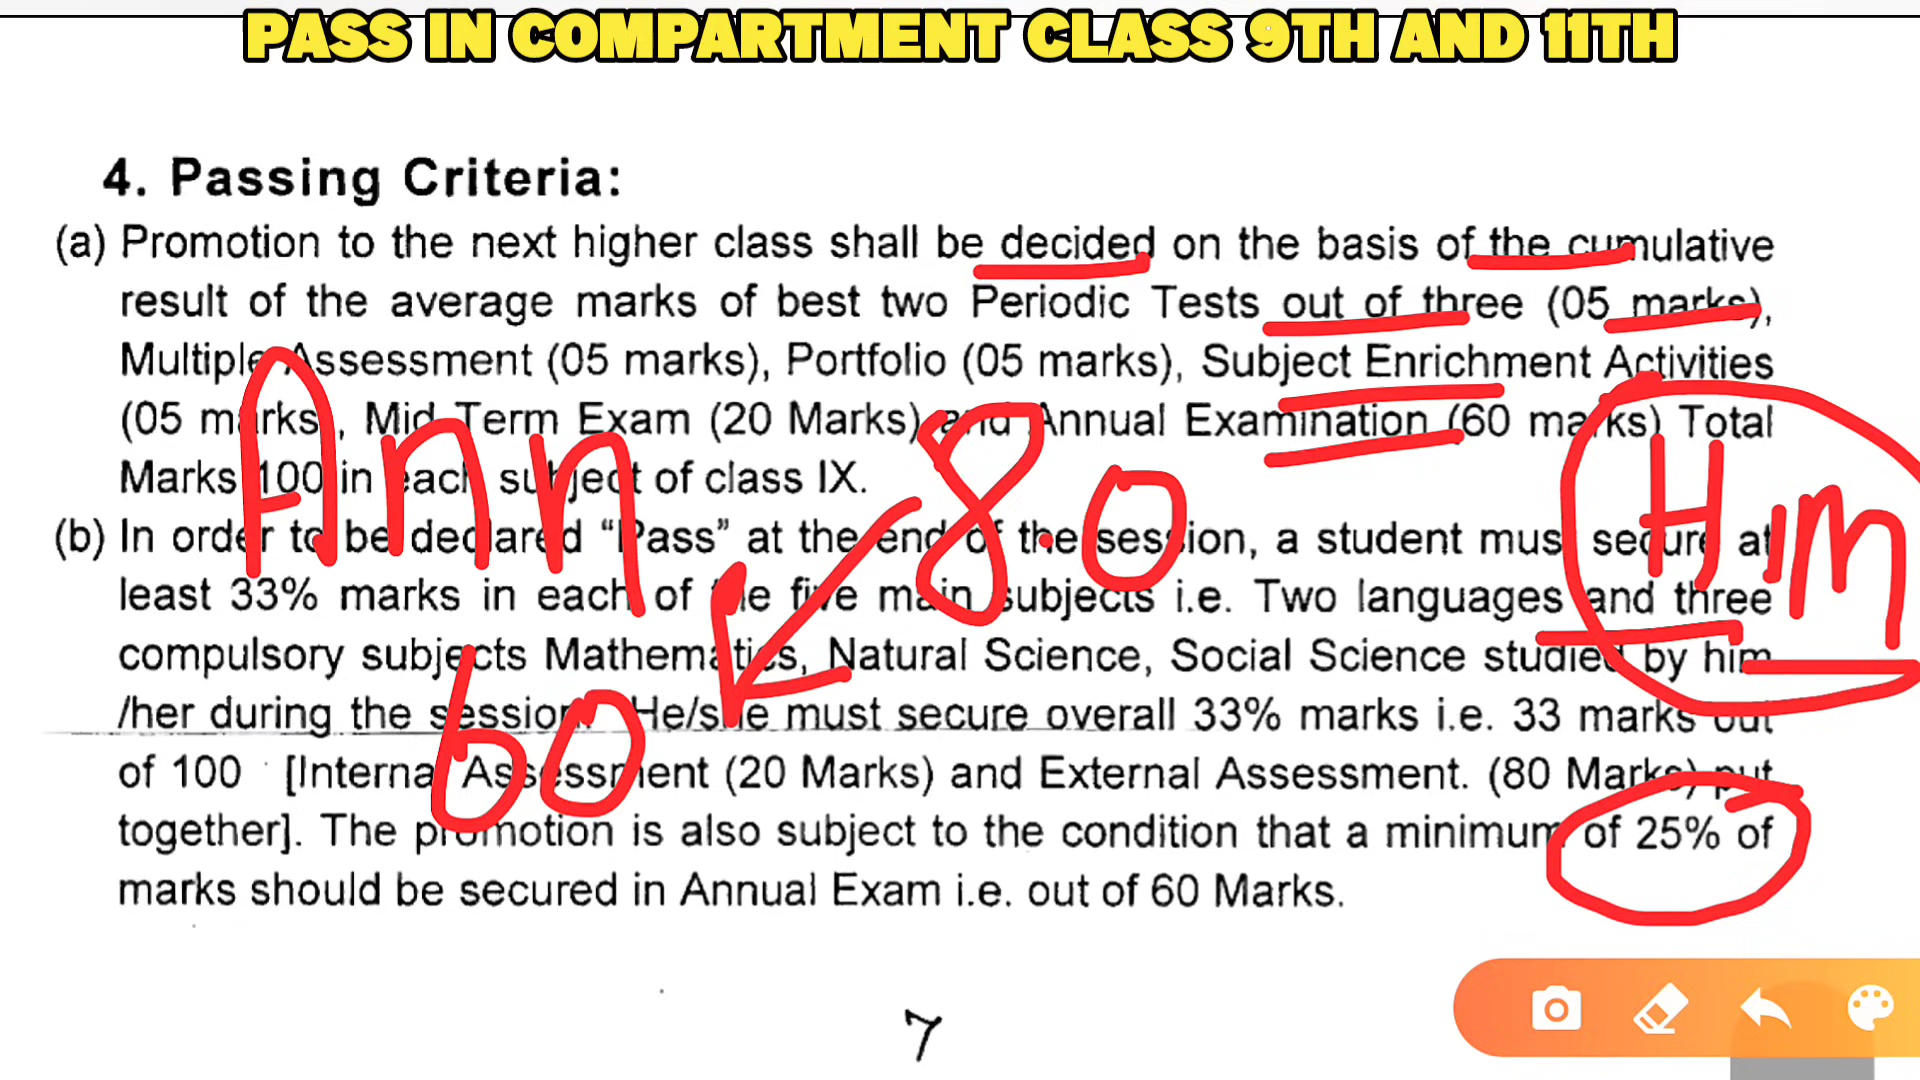 PASS IN COMPARTMENT CLASS 9TH AND 11TH
4. Passing Criteria:
(a) Promotion to the next higher class shall be decided on the basis of the cumulative
result of the average marks of best two Periodic Tests out of three (05 marks),
Multiple Assessment (05 marks), Portfolio (05 marks), Subject Enrichment Activities
(05 marks), Mid Term Exam (20 Marks) and Annual Examination (60 marks) Total
Marks 100 in each subject of class IX.
(b) In order to be declared “Pass” at the end of the session, a student must secure at
least 33% marks in each of the five main subjects i.e. Two languages and three
compulsory subjects Mathematics, Natural Science, Social Science studied by him
/her during the session. He/she must secure overall 33% marks i.e. 33 marks out
of 100 [Internal Assessment (20 Marks) and External Assessment. (80 Marks) put
together]. The promotion is also subject to the condition that a minimum of 25% of
marks should be secured in Annual Exam i.e. out of 60 Marks.
Ann 80
H1M
60
7